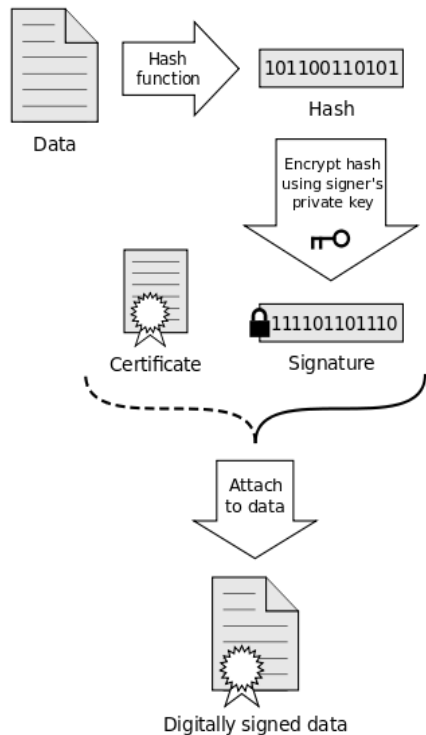 Hash
function
101100110101
Data
Hash
Encrypt hash
using signer's
private key
111101101110
Certificate
Signature
Attach
to data
Digitally signed data